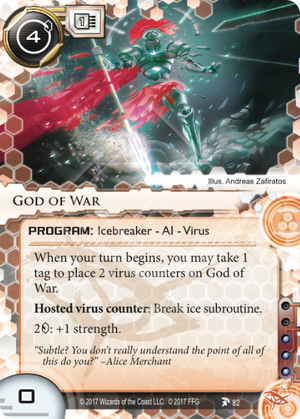 4
1
Illus. Andreas Zafiratos
GOD OF WAR
PROGRAM: Icebreaker - AI - Virus
When your turn begins, you may take 1
tag to place 2 virus counters on God of
War.
Hosted virus counter: Break ice subroutine.
2: +1 strength.
"Subtle? You don't really understand the point of all of
this do you?" –Alice Merchant
0
© 2017 Wizards of the Coast LLC. © 2017 FFG
82